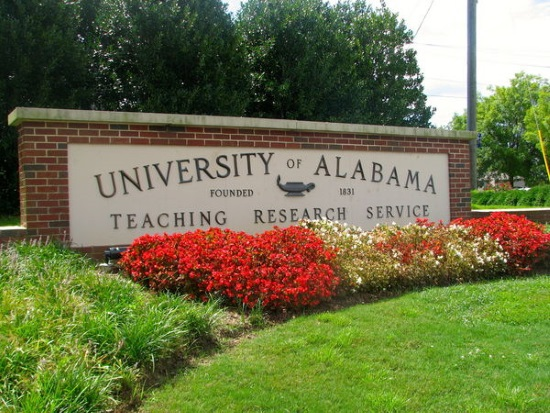 UNIVERSITY OF ALABAMA
FOUNDED 1831
TEACHING RESEARCH SERVICE